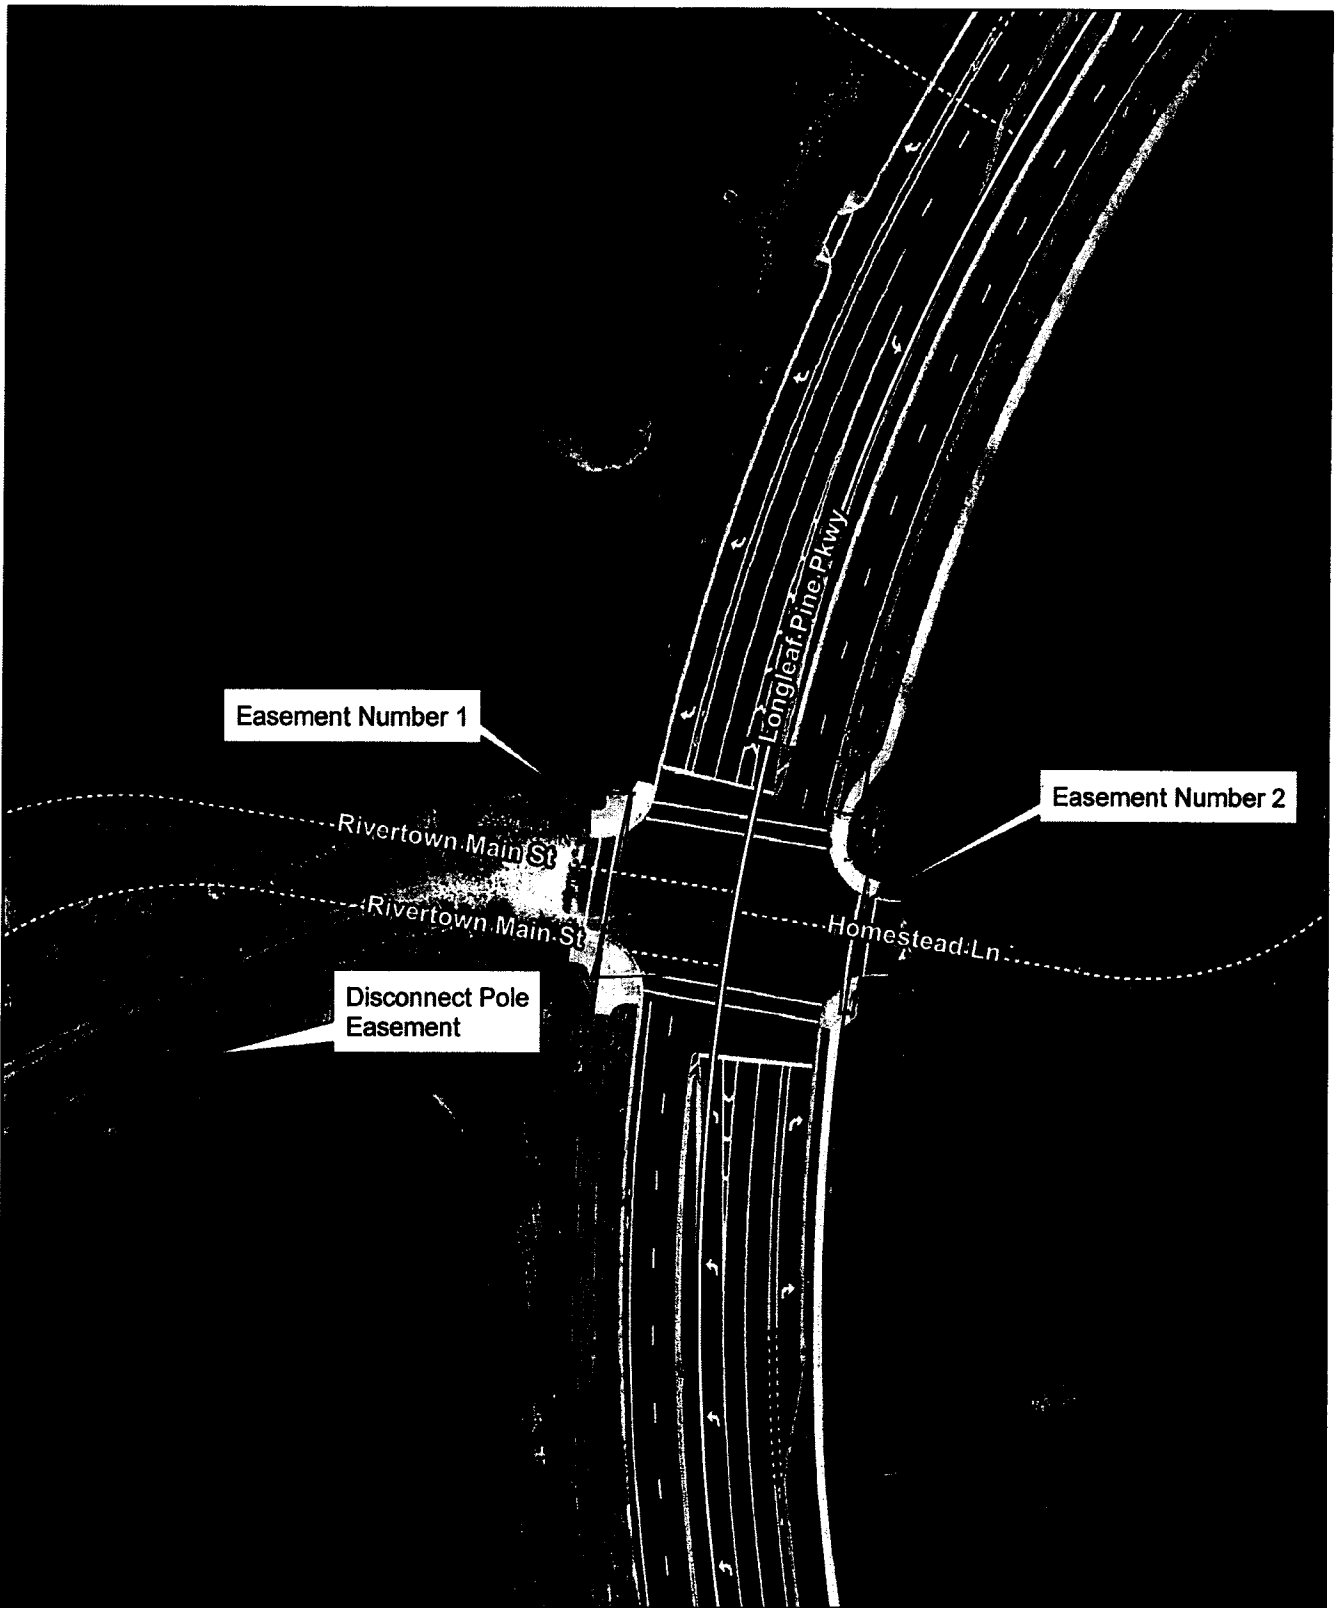 Longleaf Pine Pkwy
Easement Number 1
Easement Number 2
Rivertown Main St
Rivertown Main St
Homestead Ln
Disconnect Pole
Easement